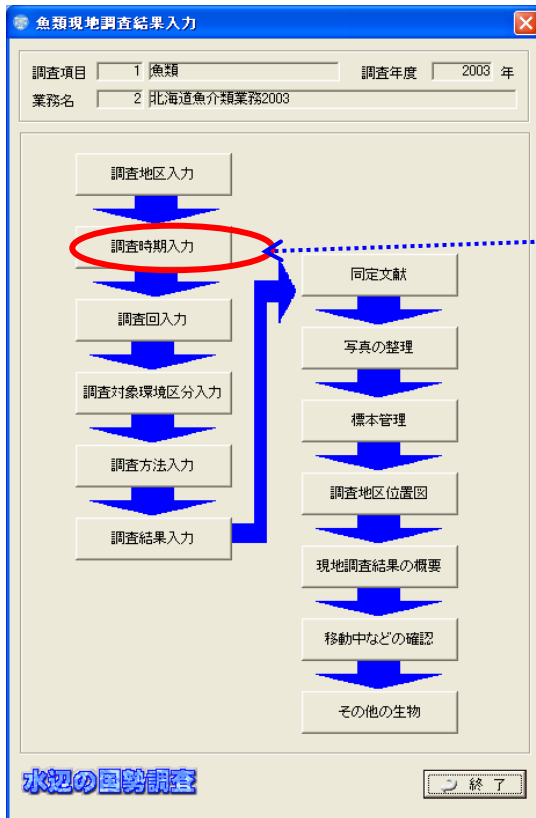 魚類現地調査結果入力
調査項目 1 魚類 調査年度 2003 年
業務名 2 北海道魚介類業務2003
調査地区入力
調査時期入力
調査回入力
調査対象環境区分入力
調査方法入力
調査結果入力
同定文献
写真の整理
標本管理
調査地区位置図
現地調査結果の概要
移動中などの確認
その他の生物
水辺の国勢調査
終了